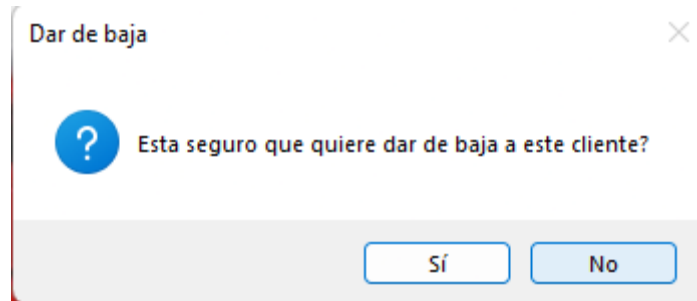 Dar de baja
?
Esta seguro que quiere dar de baja a este cliente?
Sí
No